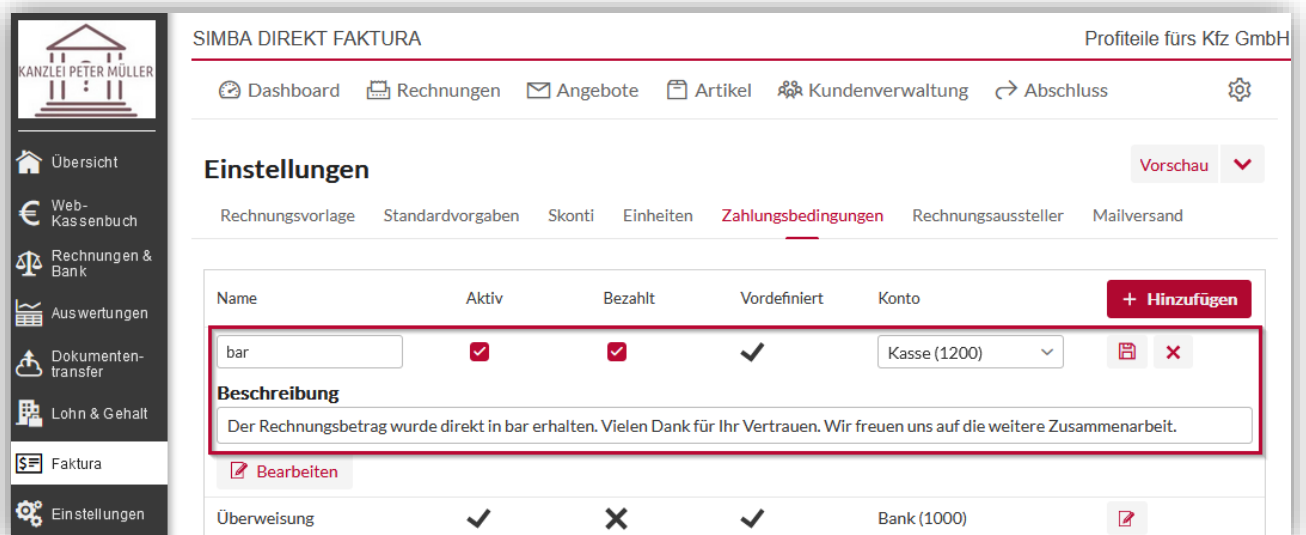 KANZLEI PETER MÜLLER
Übersicht
Web-
Kassenbuch
Rechnungen &
Bank
Auswertungen
Dokumenten-
transfer
Lohn & Gehalt
Faktura
Einstellungen
SIMBA DIREKT FAKTURA Profiteile fürs Kfz GmbH
Dashboard Rechnungen Angebote Artikel Kundenverwaltung Abschluss
Einstellungen Vorschau
Rechnungsvorlage Standardvorgaben Skonti Einheiten Zahlungsbedingungen Rechnungsaussteller Mailversand
Name Aktiv Bezahlt Vordefiniert Konto + Hinzufügen
bar Kasse (1200)
Beschreibung
Der Rechnungsbetrag wurde direkt in bar erhalten. Vielen Dank für Ihr Vertrauen. Wir freuen uns auf die weitere Zusammenarbeit.
Bearbeiten
Überweisung Bank (1000)